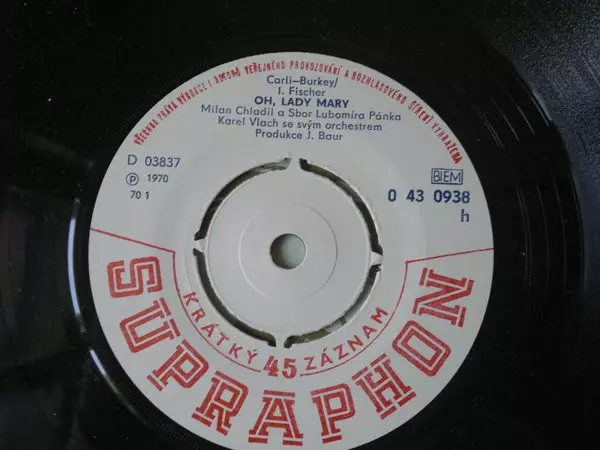 VŠECHNA PRÁVA VÝROBCE I AUTORŮ VEŘEJNÉHO PROVOZOVÁNÍ A ROZHLASOVÉHO ŠÍŘENÍ VYHRAZENA
Carli-Burkey/
I. Fischer
OH, LADY MARY
Milan Chladil a Sbor Lubomíra Pánka
Karel Vlach se svým orchestrem
Produkce J. Baur
D 03837
Ⓟ 1970
70 1
BIEM
0 43 0938
h
KRÁTKÝ 45 ZÁZNAM
SUPRAPHON